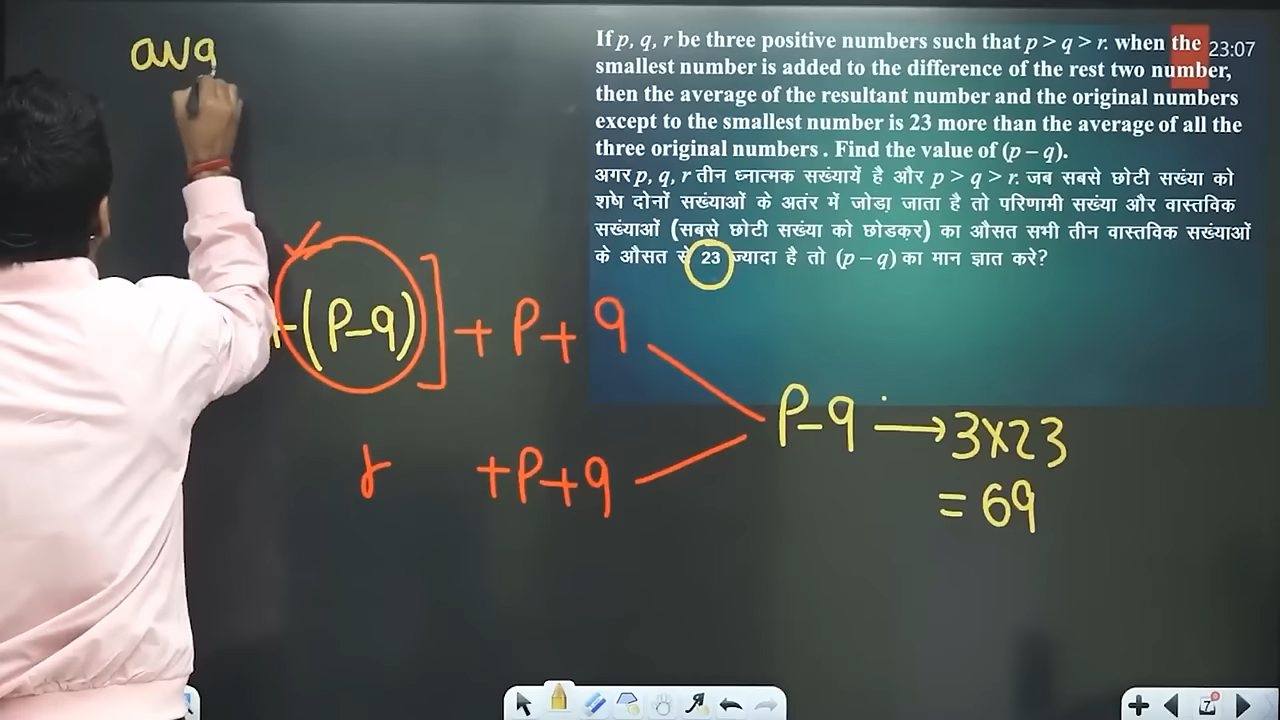 avg
If p, q, r be three positive numbers such that p > q > r. when the
smallest number is added to the difference of the rest two number,
then the average of the resultant number and the original numbers
except to the smallest number is 23 more than the average of all the
three original numbers . Find the value of (p – q).
अगर p, q, r तीन ध्नात्मक सख्यायें है और p > q > r. जब सबसे छोटी सख्या को
शषे दोनों सख्याओं के अतंर में जोडा़ जाता है तो परिणामी सख्या और वास्तविक
सख्ंयाओं (सबसे छोटी सख्या को छोडक़र) का औसत सभी तीन वास्तविक सख्याओं
के औसत से 23 ज्यादा है तो (p – q) का मान ज्ञात करे?
23:07
(P-q)] + P + q
r + P + q
P-q → 3x23
= 69
7